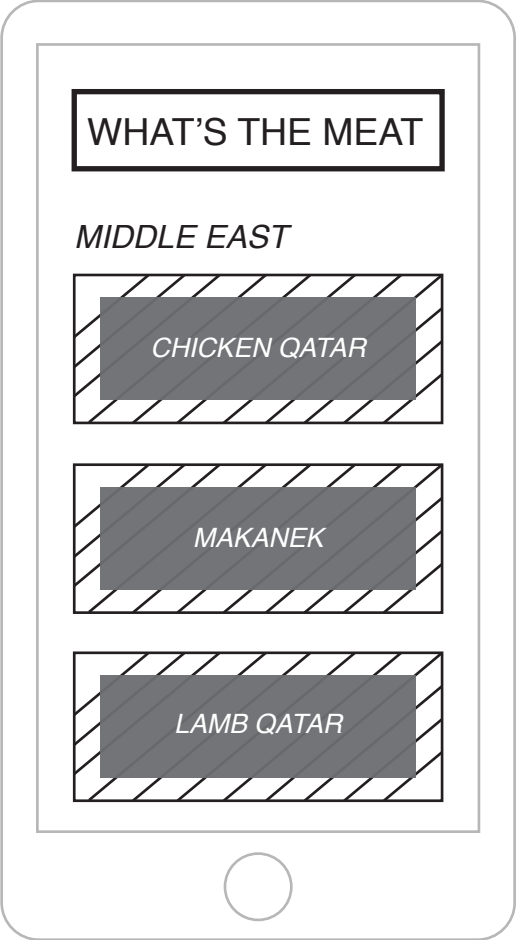 WHAT’S THE MEAT
MIDDLE EAST
CHICKEN QATAR
MAKANEK
LAMB QATAR